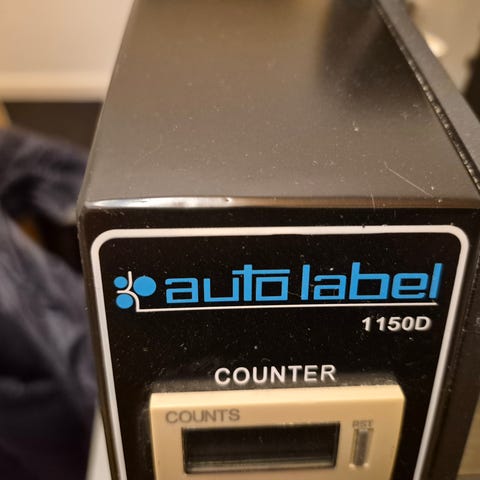 auto label
1150D
COUNTER
COUNTS
RST